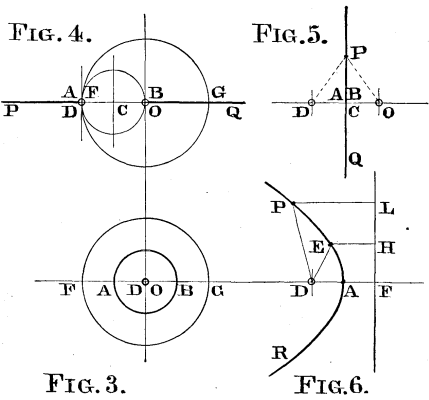 FIG. 4.
A F B G
P D C O Q
FIG. 5.
P
D A B O
C
Q
F A D O B G
FIG. 3.
P L
E H
D A F
R
FIG. 6.